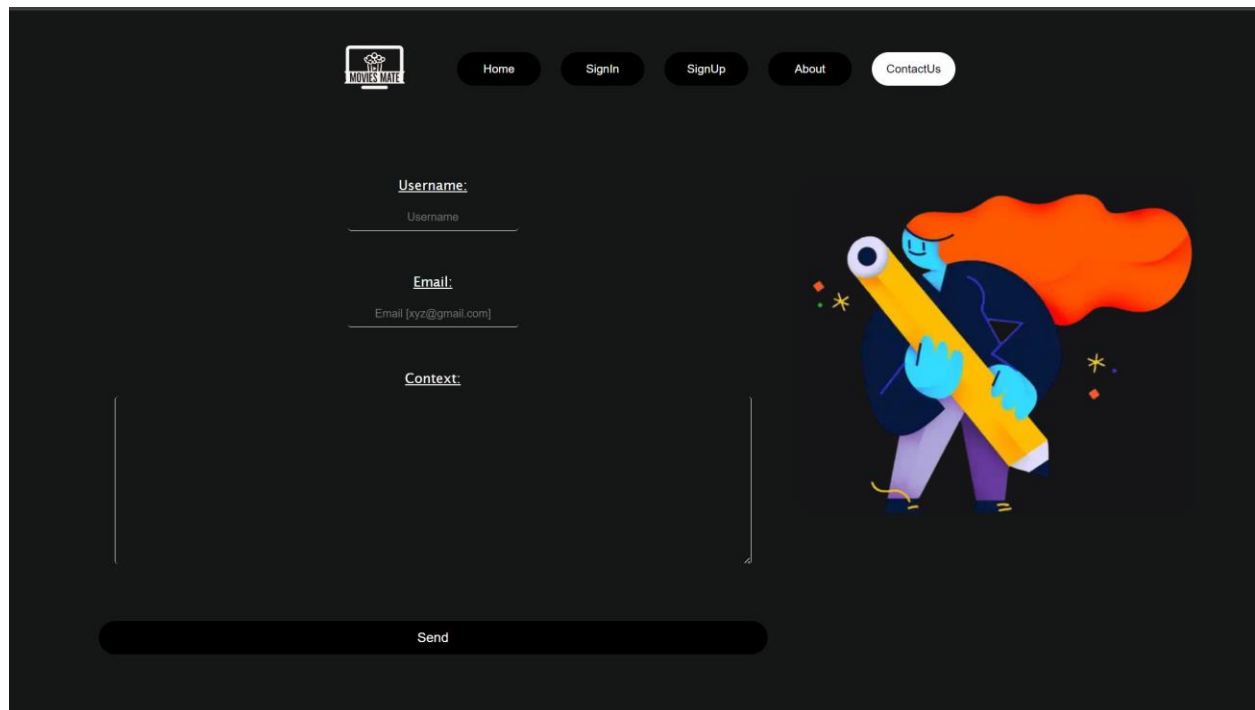 MOVIES MATE
Home SignIn SignUp About ContactUs
Username:
Username
Email:
Email [xyz@gmail.com]
Context:
Send